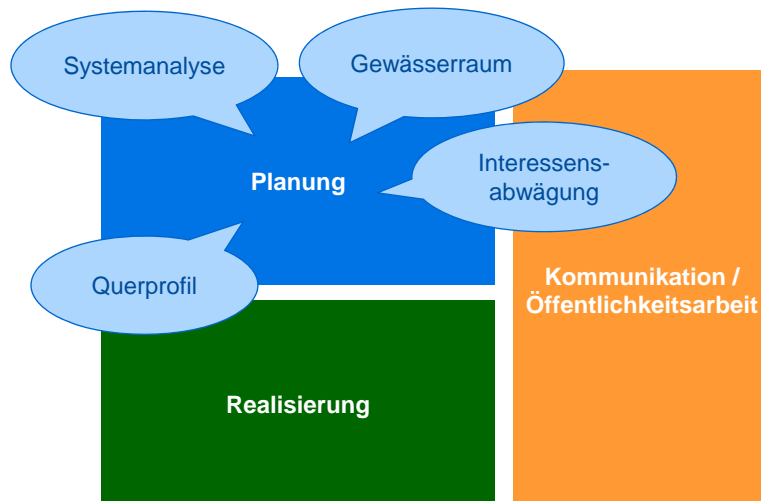 Systemanalyse
Gewässerraum
Planung
Interessens-
abwägung
Querprofil
Kommunikation /
Öffentlichkeitsarbeit
Realisierung